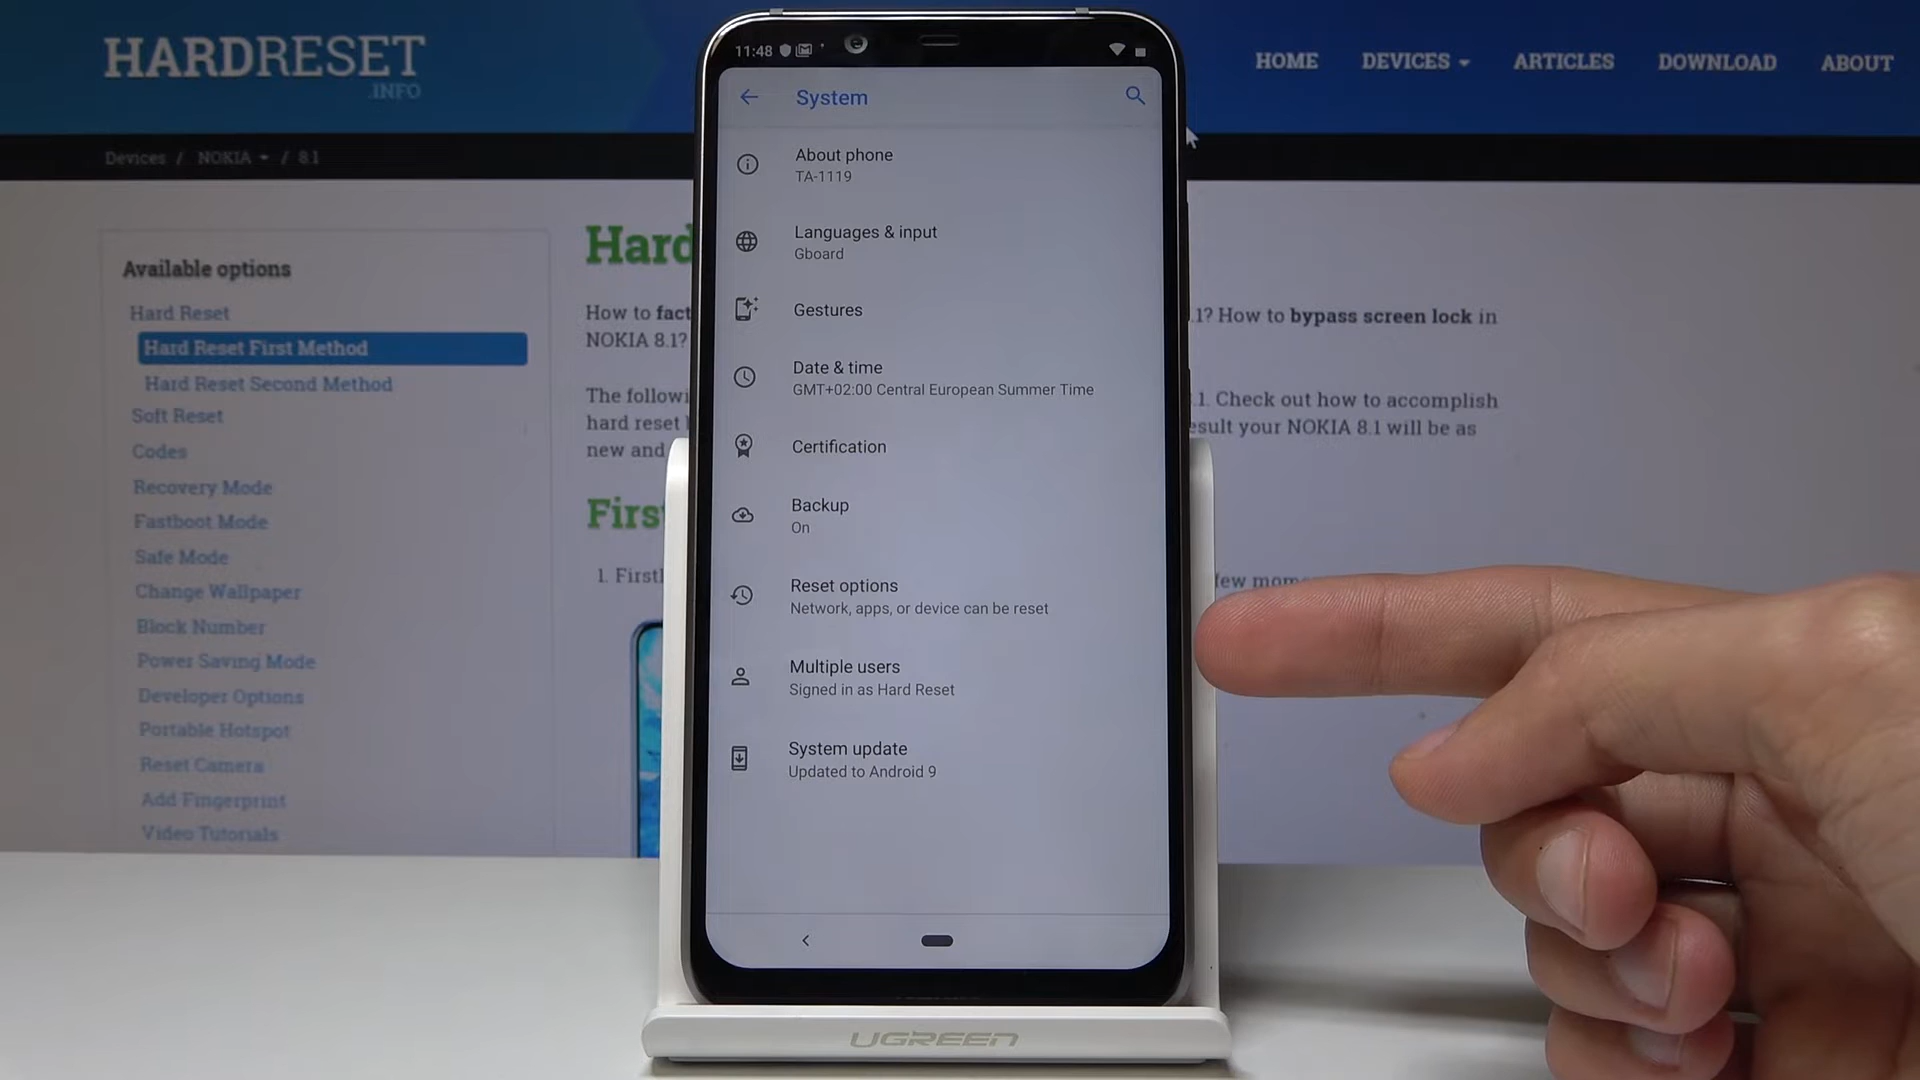 HARDRESET
.INFO
HOME DEVICES ARTICLES DOWNLOAD ABOUT
Devices / NOKIA / 8.1
Available options
Hard Reset
Hard Reset First Method
Hard Reset Second Method
Soft Reset
Codes
Recovery Mode
Fastboot Mode
Safe Mode
Change Wallpaper
Block Number
Power Saving Mode
Developer Options
Portable Hotspot
Reset Camera
Add Fingerprint
Video Tutorials
Hard
How to fact
.1? How to bypass screen lock in
NOKIA 8.1?
The followi
.1. Check out how to accomplish
hard reset
esult your NOKIA 8.1 will be as
new and
First
1. Firstl
few mom
11:48
System
About phone
TA-1119
Languages & input
Gboard
Gestures
Date & time
GMT+02:00 Central European Summer Time
Certification
Backup
On
Reset options
Network, apps, or device can be reset
Multiple users
Signed in as Hard Reset
System update
Updated to Android 9
UGREEN